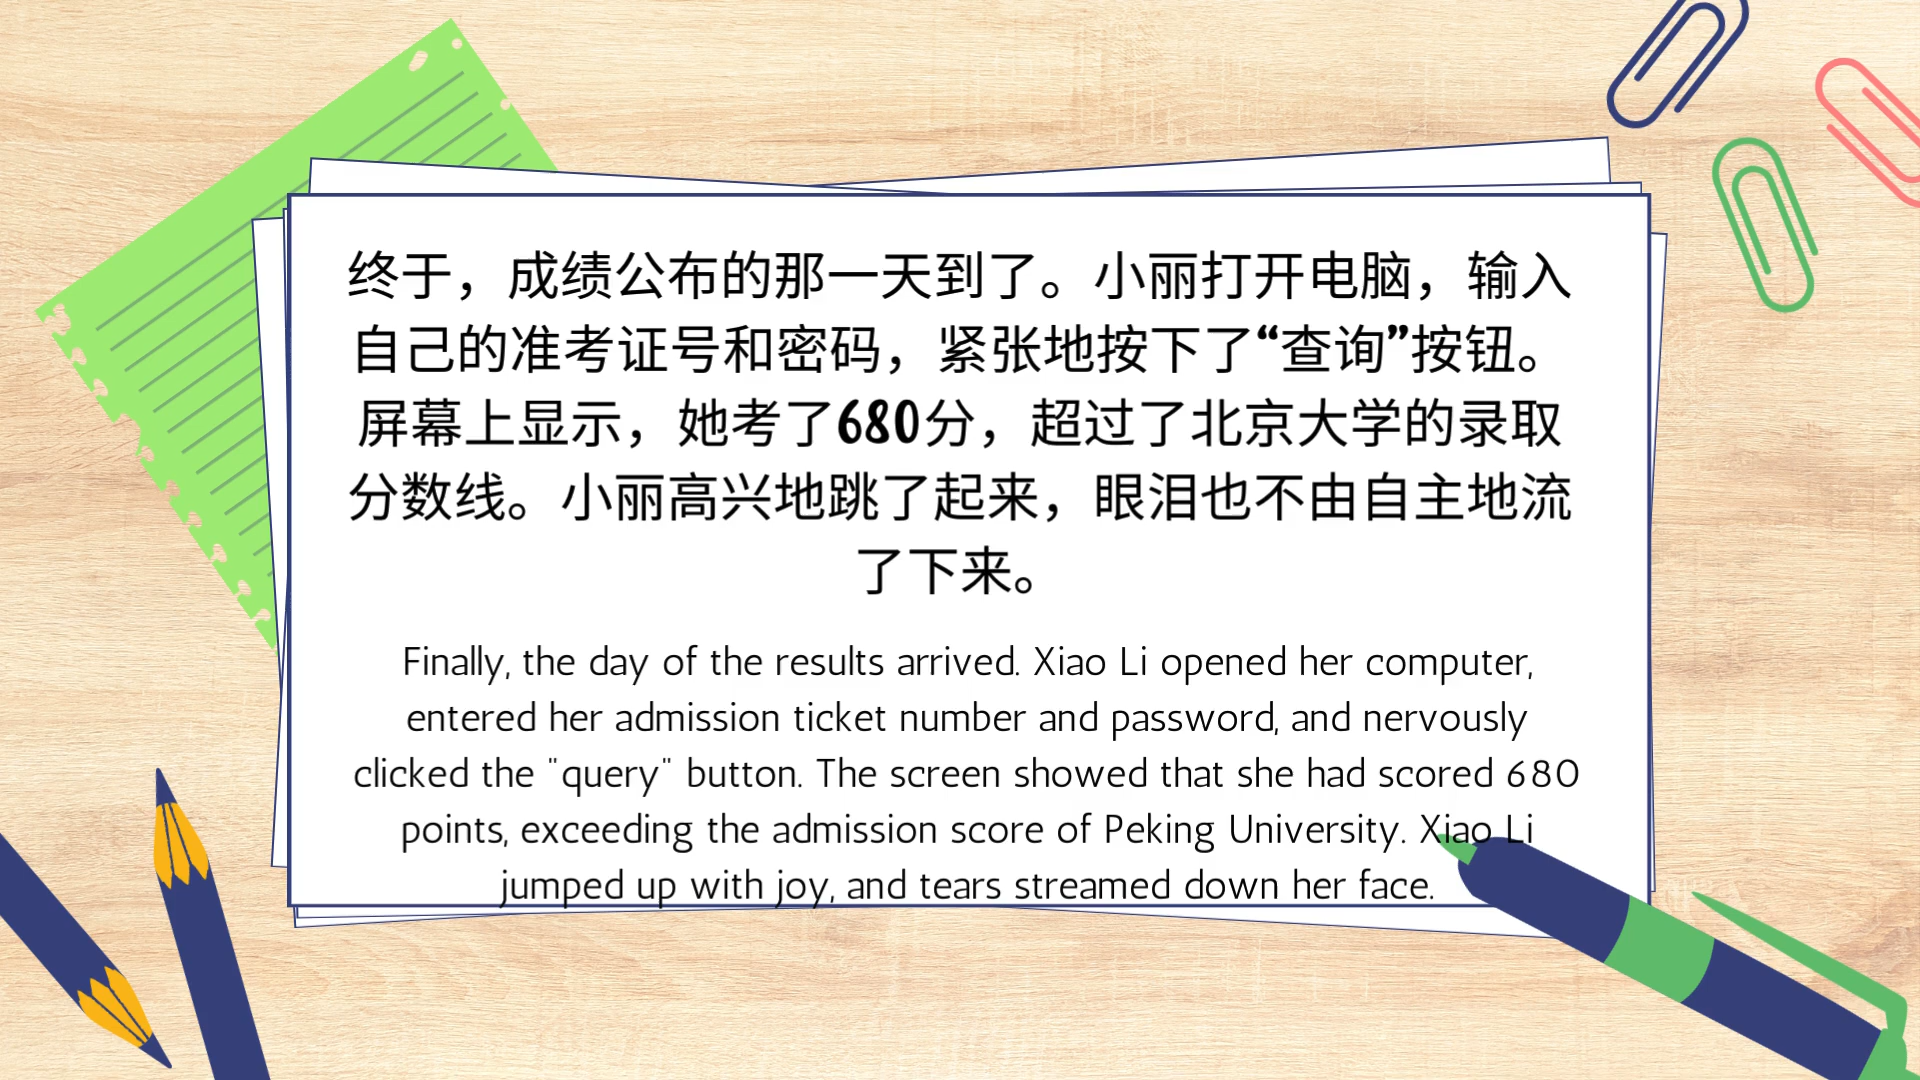 终于，成绩公布的那一天到了。小丽打开电脑，输入
自己的准考证号和密码，紧张地按下了“查询”按钮。
屏幕上显示，她考了680分，超过了北京大学的录取
分数线。小丽高兴地跳了起来，眼泪也不由自主地流
了下来。
Finally, the day of the results arrived. Xiao Li opened her computer,
entered her admission ticket number and password, and nervously
clicked the "query" button. The screen showed that she had scored 680
points, exceeding the admission score of Peking University. Xiao Li
jumped up with joy, and tears streamed down her face.